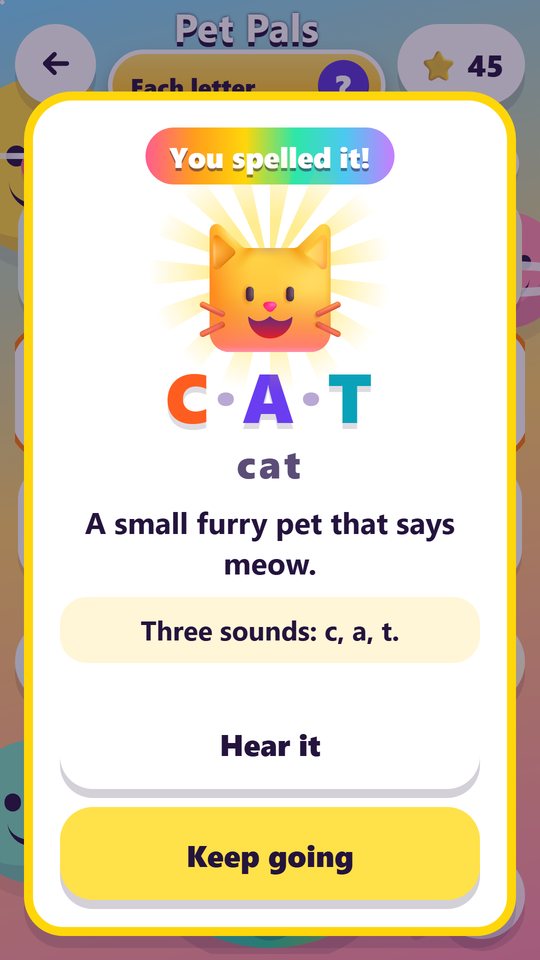 Pet Pals
45
Each letter
?
You spelled it!
C·A·T
cat
A small furry pet that says
meow.
Three sounds: c, a, t.
Hear it
Keep going